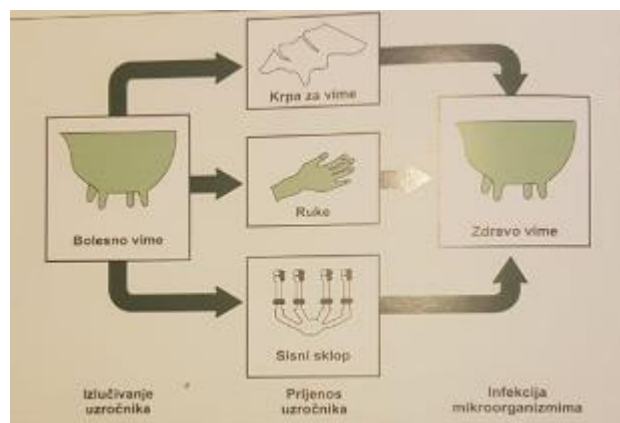 Krpa za vime
Bolesno vime
Ruke
Zdravo vime
Sisni sklop
Izlučivanje
uzročnika
Prijenos
uzročnika
Infekcija
mikroorganizmima